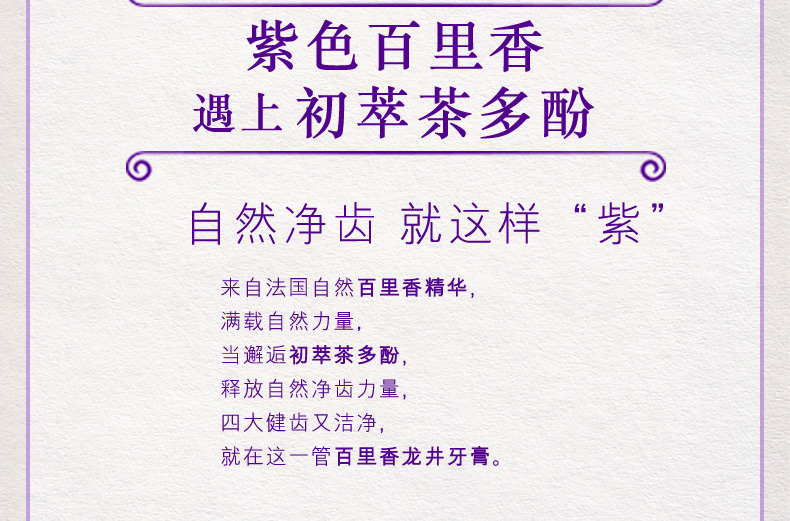 紫色百里香
遇上初萃茶多酚
自然净齿 就这样“紫”
来自法国自然百里香精华,
满载自然力量,
当邂逅初萃茶多酚,
释放自然净齿力量,
四大健齿又洁净,
就在这一管百里香龙井牙膏。